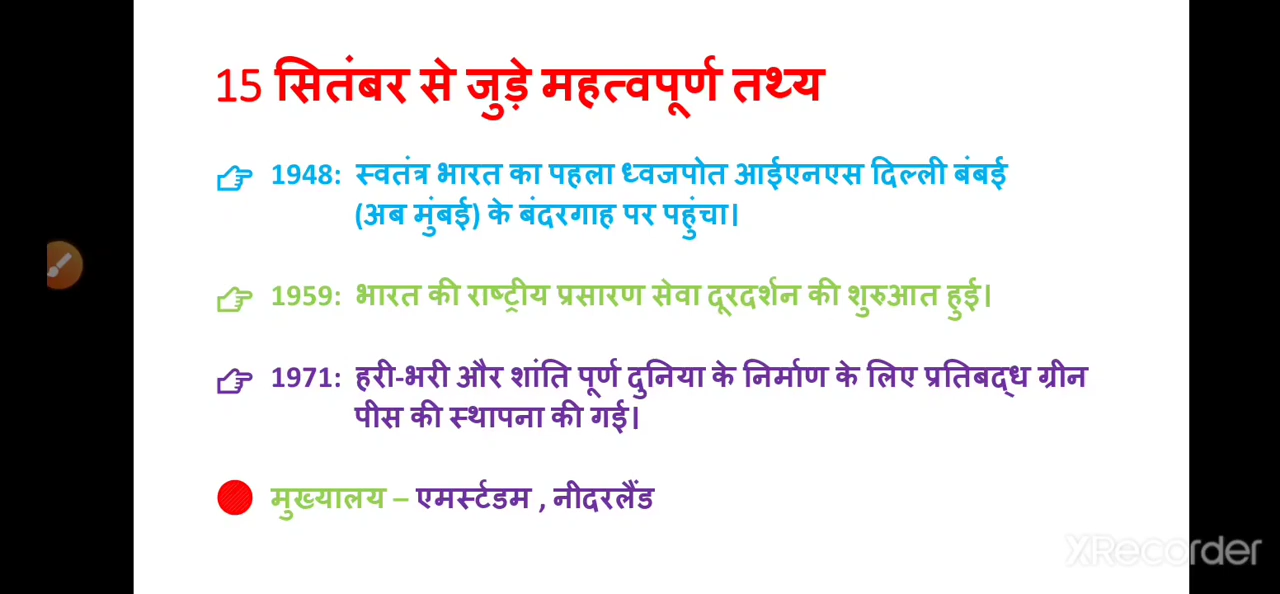 15 सितंबर से जुड़े महत्वपूर्ण तथ्य
1948: स्वतंत्र भारत का पहला ध्वजपोत आईएनएस दिल्ली बंबई
(अब मुंबई) के बंदरगाह पर पहुंचा।
1959: भारत की राष्ट्रीय प्रसारण सेवा दूरदर्शन की शुरुआत हुई।
1971: हरी-भरी और शांति पूर्ण दुनिया के निर्माण के लिए प्रतिबद्ध ग्रीन
पीस की स्थापना की गई।
मुख्यालय – एमर्स्टडम , नीदरलैंड
XRecorder